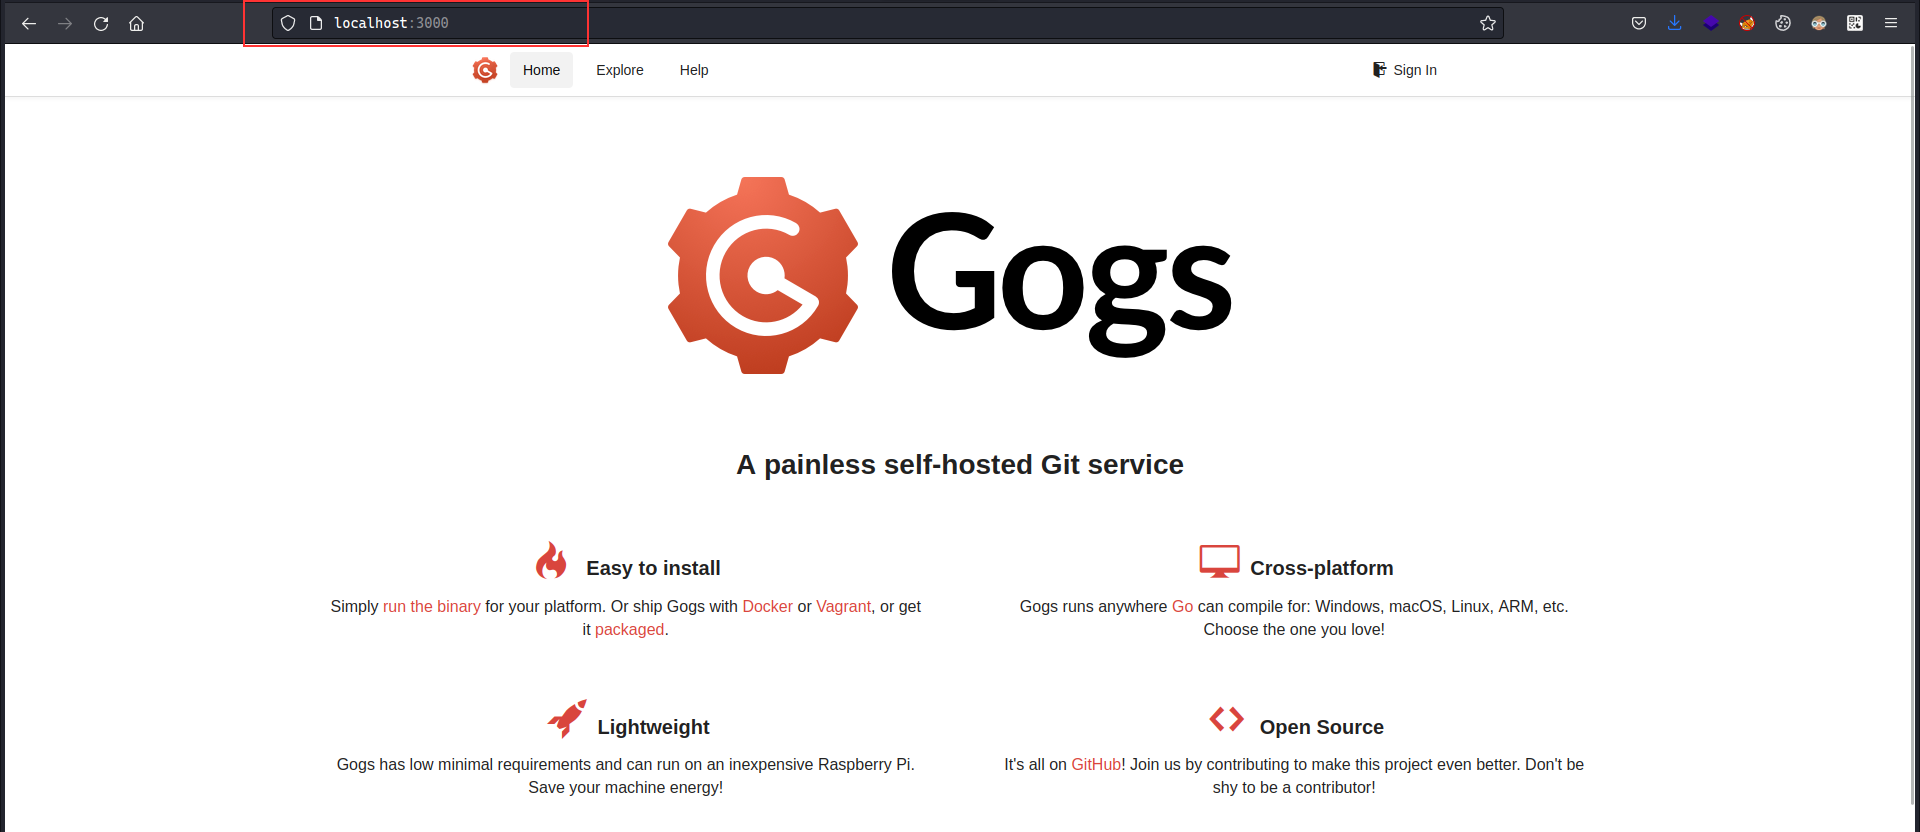 localhost:3000
Home Explore Help Sign In
Gogs
A painless self-hosted Git service
Easy to install
Simply run the binary for your platform. Or ship Gogs with Docker or Vagrant, or get
it packaged.
Cross-platform
Gogs runs anywhere Go can compile for: Windows, macOS, Linux, ARM, etc.
Choose the one you love!
Lightweight
Gogs has low minimal requirements and can run on an inexpensive Raspberry Pi.
Save your machine energy!
Open Source
It's all on GitHub! Join us by contributing to make this project even better. Don't be
shy to be a contributor!